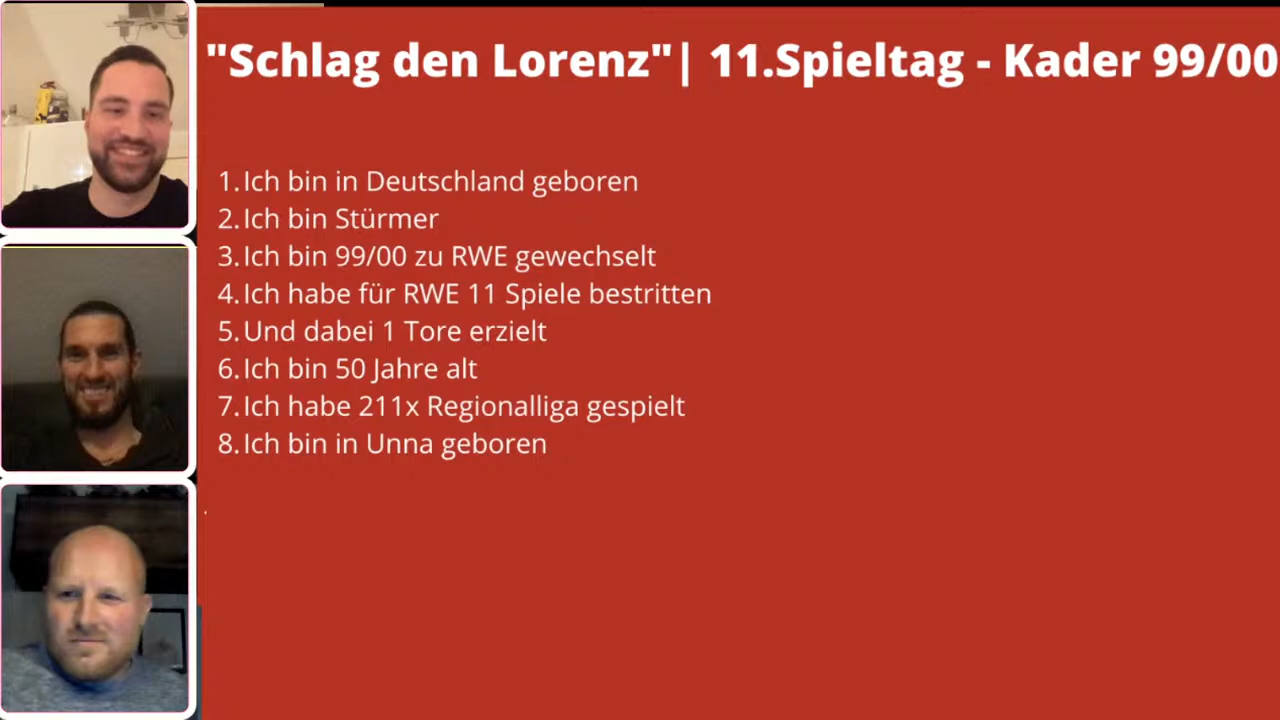 "Schlag den Lorenz"| 11.Spieltag - Kader 99/00
1. Ich bin in Deutschland geboren
2. Ich bin Stürmer
3. Ich bin 99/00 zu RWE gewechselt
4. Ich habe für RWE 11 Spiele bestritten
5. Und dabei 1 Tore erzielt
6. Ich bin 50 Jahre alt
7. Ich habe 211x Regionalliga gespielt
8. Ich bin in Unna geboren